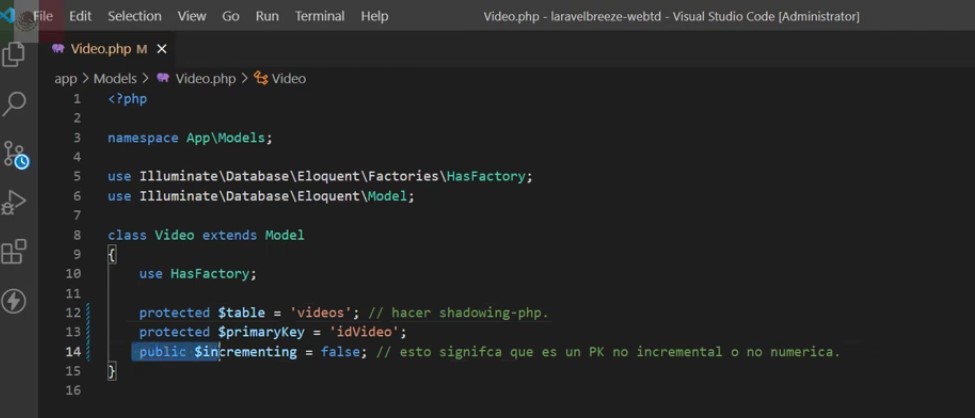 File Edit Selection View Go Run Terminal Help Video.php - laravelbreeze-webtd - Visual Studio Code [Administrator]
Video.php M ×
app > Models > Video.php > Video
1 <?php
2
3 namespace App\Models;
4
5 use Illuminate\Database\Eloquent\Factories\HasFactory;
6 use Illuminate\Database\Eloquent\Model;
7
8 class Video extends Model
9 {
10 use HasFactory;
11
12 protected $table = 'videos'; // hacer shadowing-php.
13 protected $primaryKey = 'idVideo';
14 public $incrementing = false; // esto signifca que es un PK no incremental o no numerica.
15 }
16